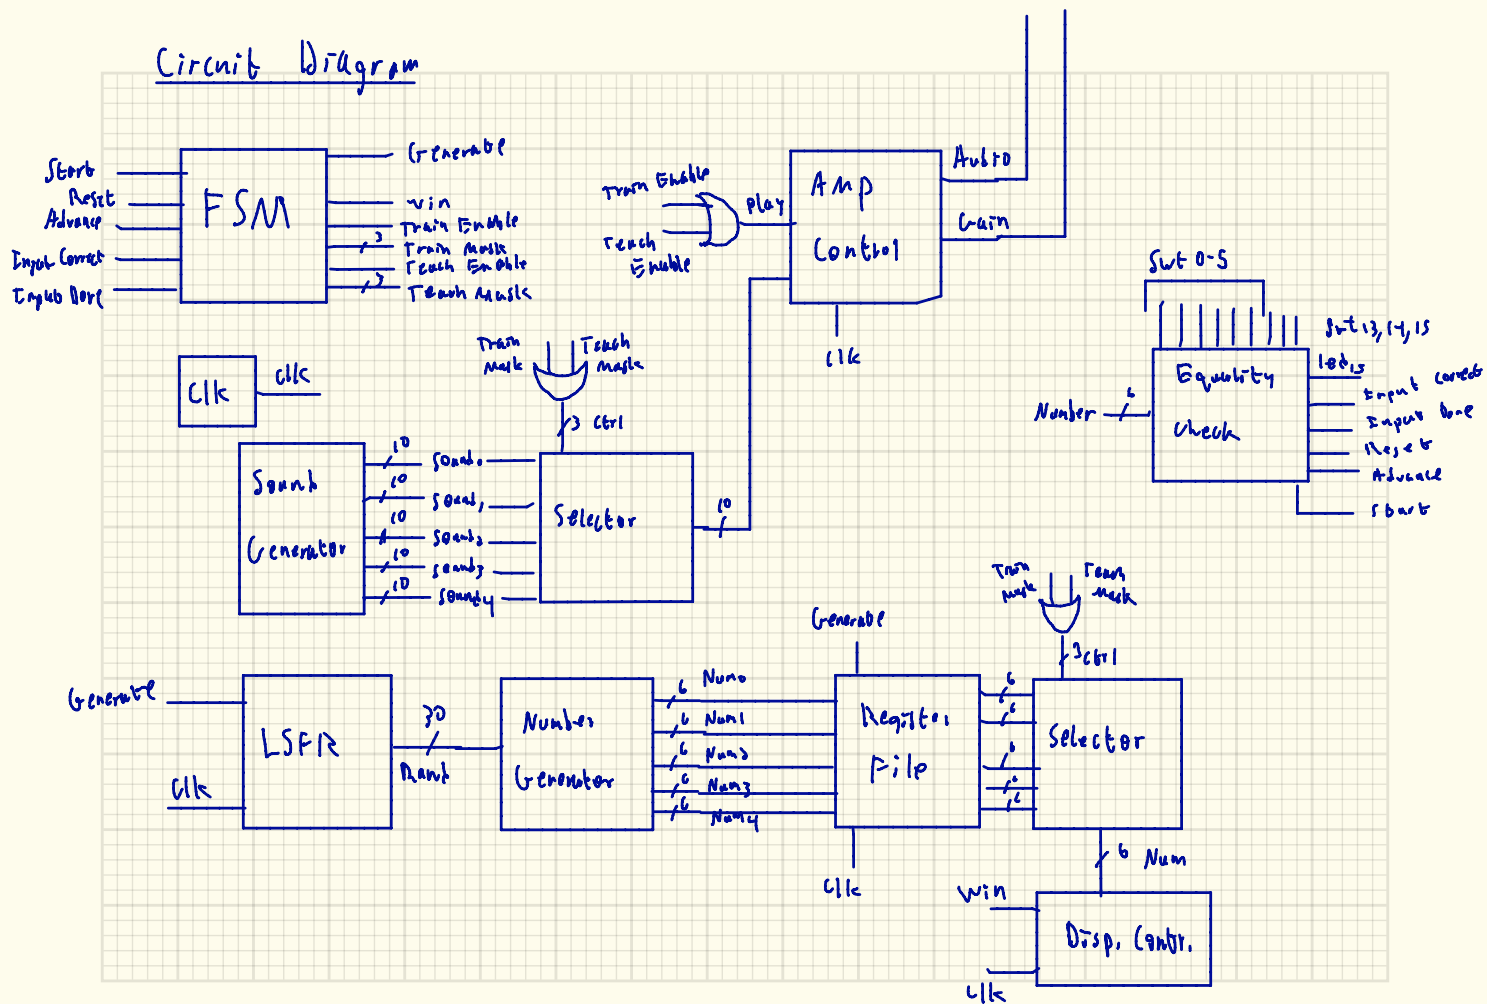 Circuit Diagram
Start
Reset
Advance
Input Correct
Input Done
FSM
Generate
win
Train Enable
3
Train Mask
Teach Enable
3
Teach Mask
Train Enable
Teach
Enable
Play
Amp
Control
Audio
Gain
Clk
Swt 0-5
Swt 13, 14, 15
Equality
Check
Number
6
led15
Input Correct
Input Done
Reset
Advance
Start
Clk
Clk
Train
Mask
Teach
Mask
3 Ctrl
Sound
Generator
10
Sound0
10
Sound1
10
Sound2
10
Sound3
10
Sound4
Selector
10
Generate
Clk
LSFR
30
Rand
Number
Generator
6 Num0
6 Num1
6 Num2
6 Num3
6 Num4
Generate
Register
File
Clk
6
6
6
6
6
Train
Mask
Teach
Mask
3 Ctrl
Selector
6 Num
Win
Clk
Disp. Contr.